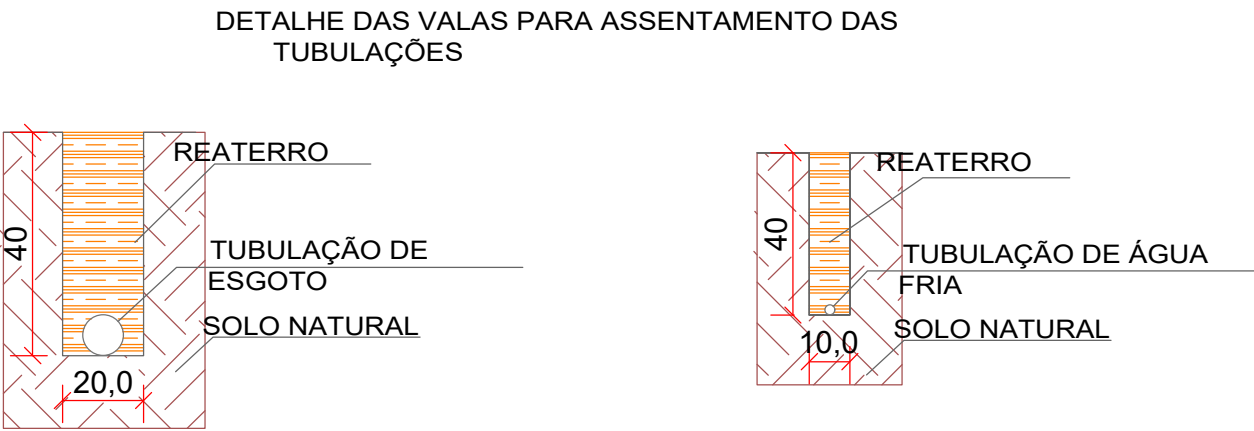 DETALHE DAS VALAS PARA ASSENTAMENTO DAS
TUBULAÇÕES
REATERRO
40
TUBULAÇÃO DE
ESGOTO
SOLO NATURAL
20,0
REATERRO
40
TUBULAÇÃO DE ÁGUA
FRIA
SOLO NATURAL
10,0